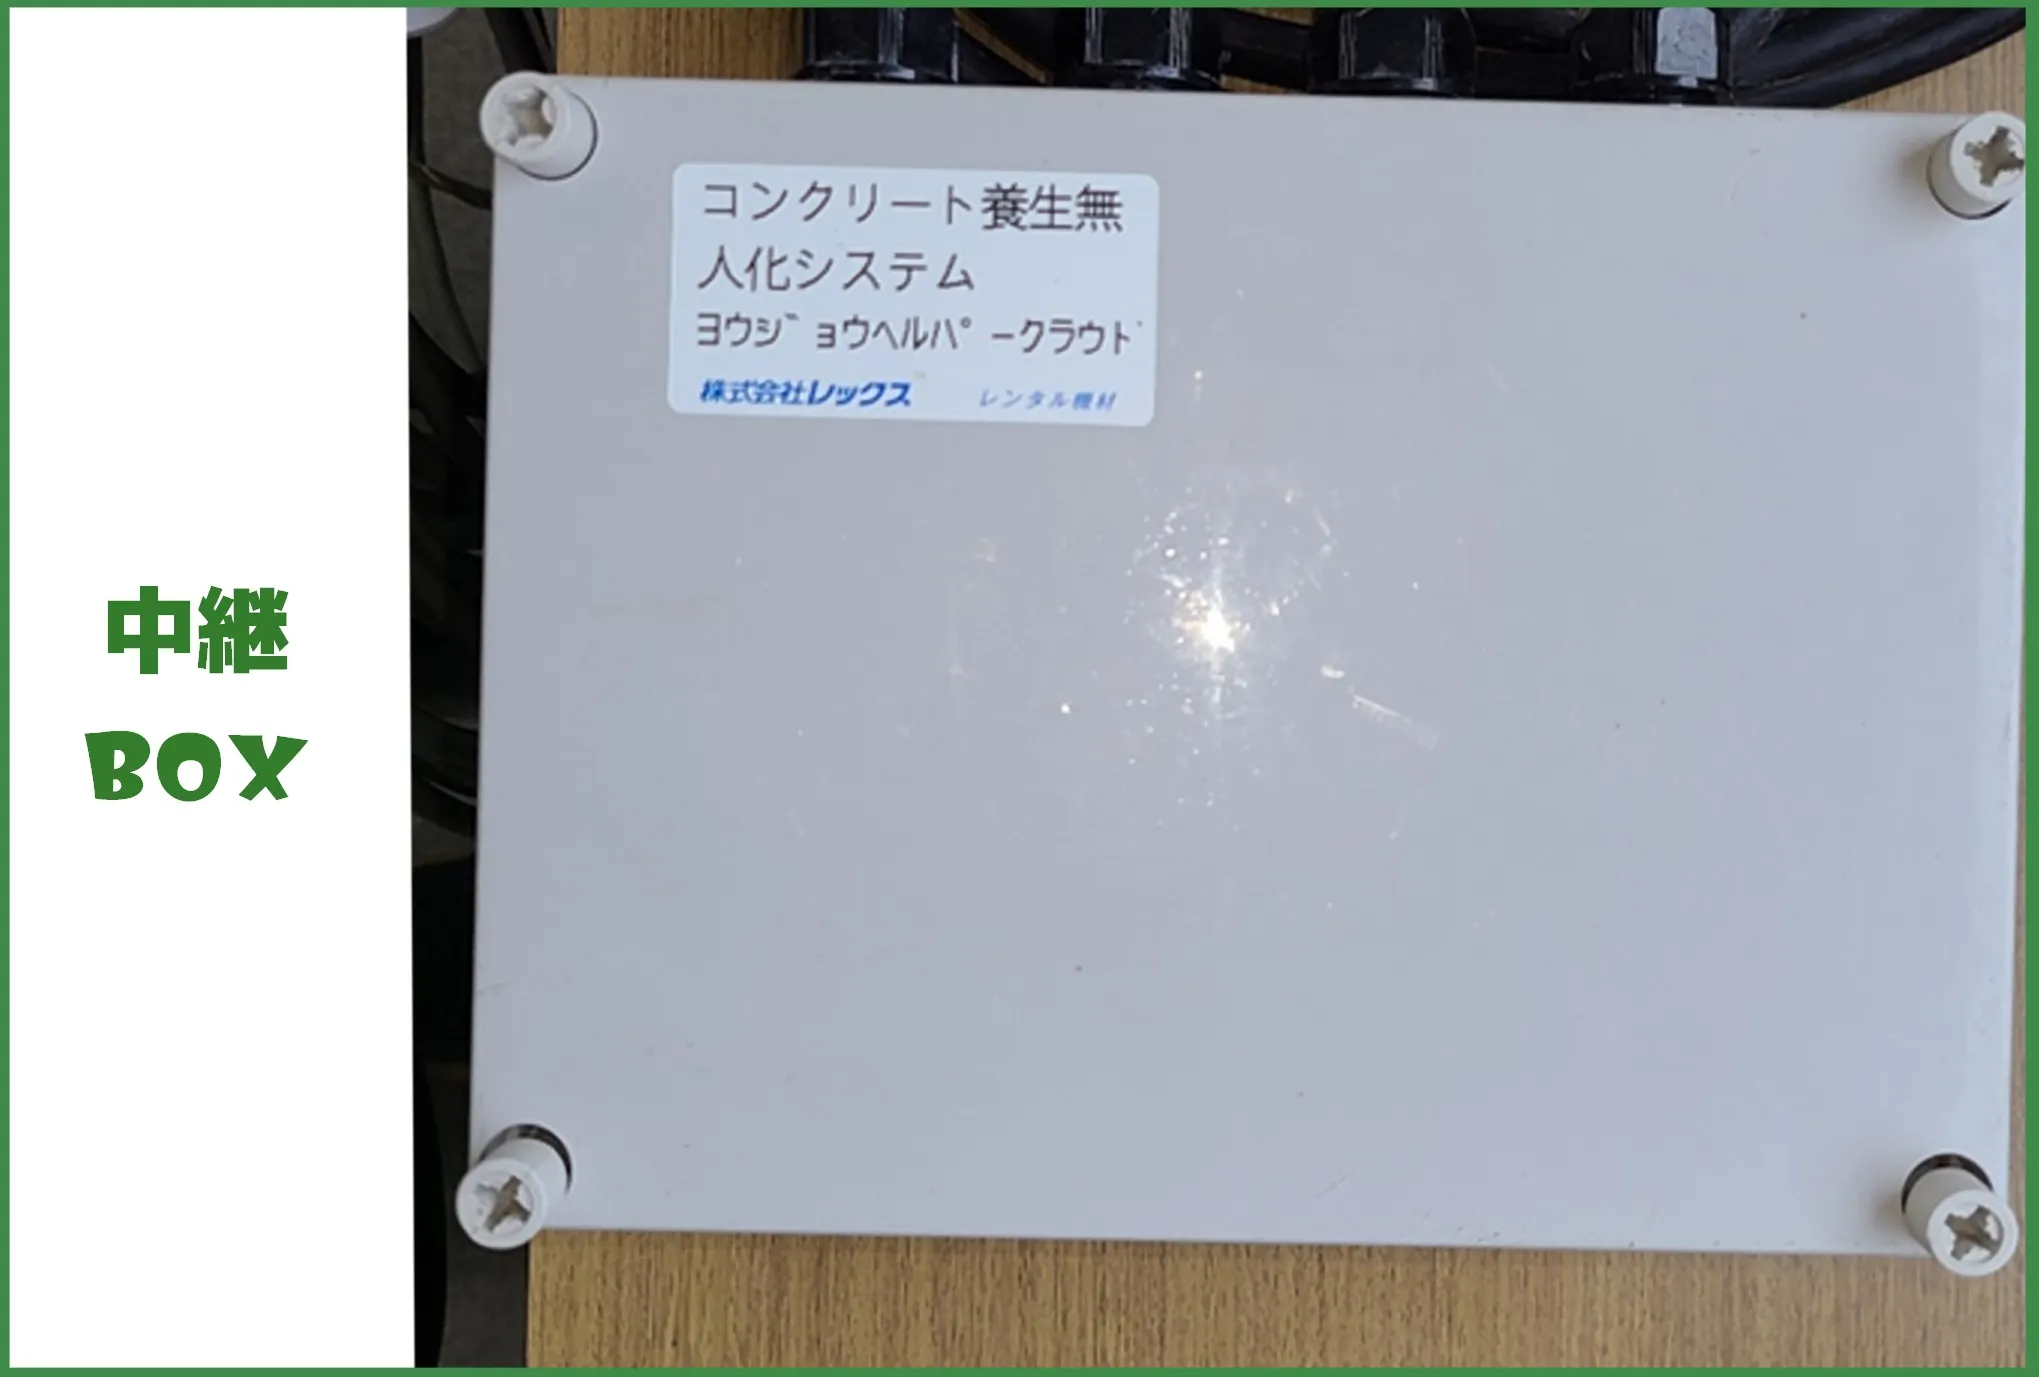 中継
BOX
コンクリート養生無
人化システム
ﾖｳｼﾞｮｳﾍﾙﾊﾟｰｸﾗｳﾄﾞ
株式会社レックス レンタル機材